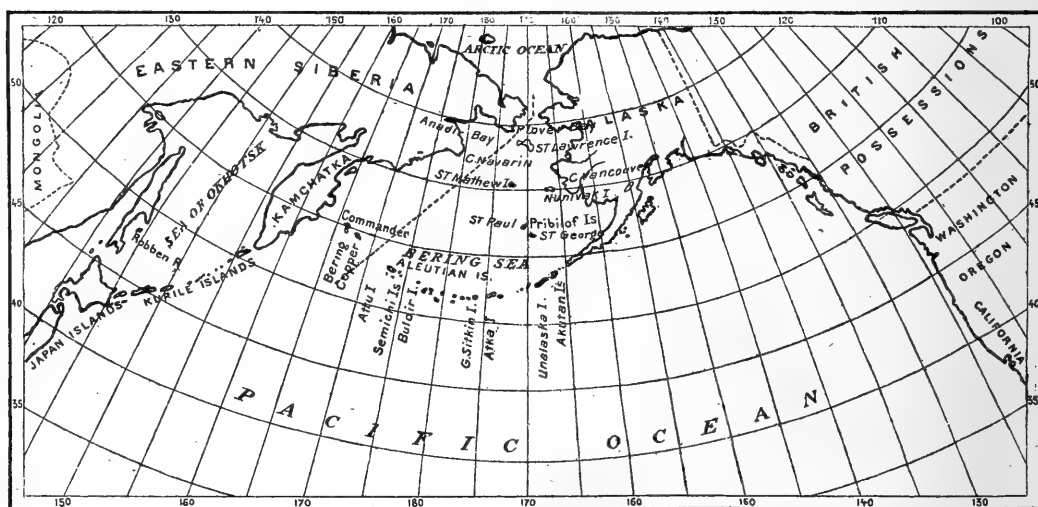 120 130 140 150 160 170 180 170 160 150 140 130 120 110 100
ARCTIC OCEAN
EASTERN SIBERIA
ALASKA
BRITISH POSSESSIONS
MONGOL
50
50
Anadir Bay
Plover Bay
ST Lawrence I.
C. Navarin
C. Vancouver
ST Mathew I
Nunivak I
SEA OF OKHOTSK
KAMCHATKA
45
45
WASHINGTON
Robben R
Commander
ST Paul
Pribilof Is
ST George
OREGON
BERING SEA
ALEUTIAN IS.
Bering
Copper
KURILE ISLANDS
40
40
Attu I
Semichi Is
Buldir I.
G. Sitkin I.
Atka I
Unalaska I.
Akutan Is
JAPAN ISLANDS
CALIFORNIA
35
35
PACIFIC OCEAN
150 160 170 180 170 160 150 140 130